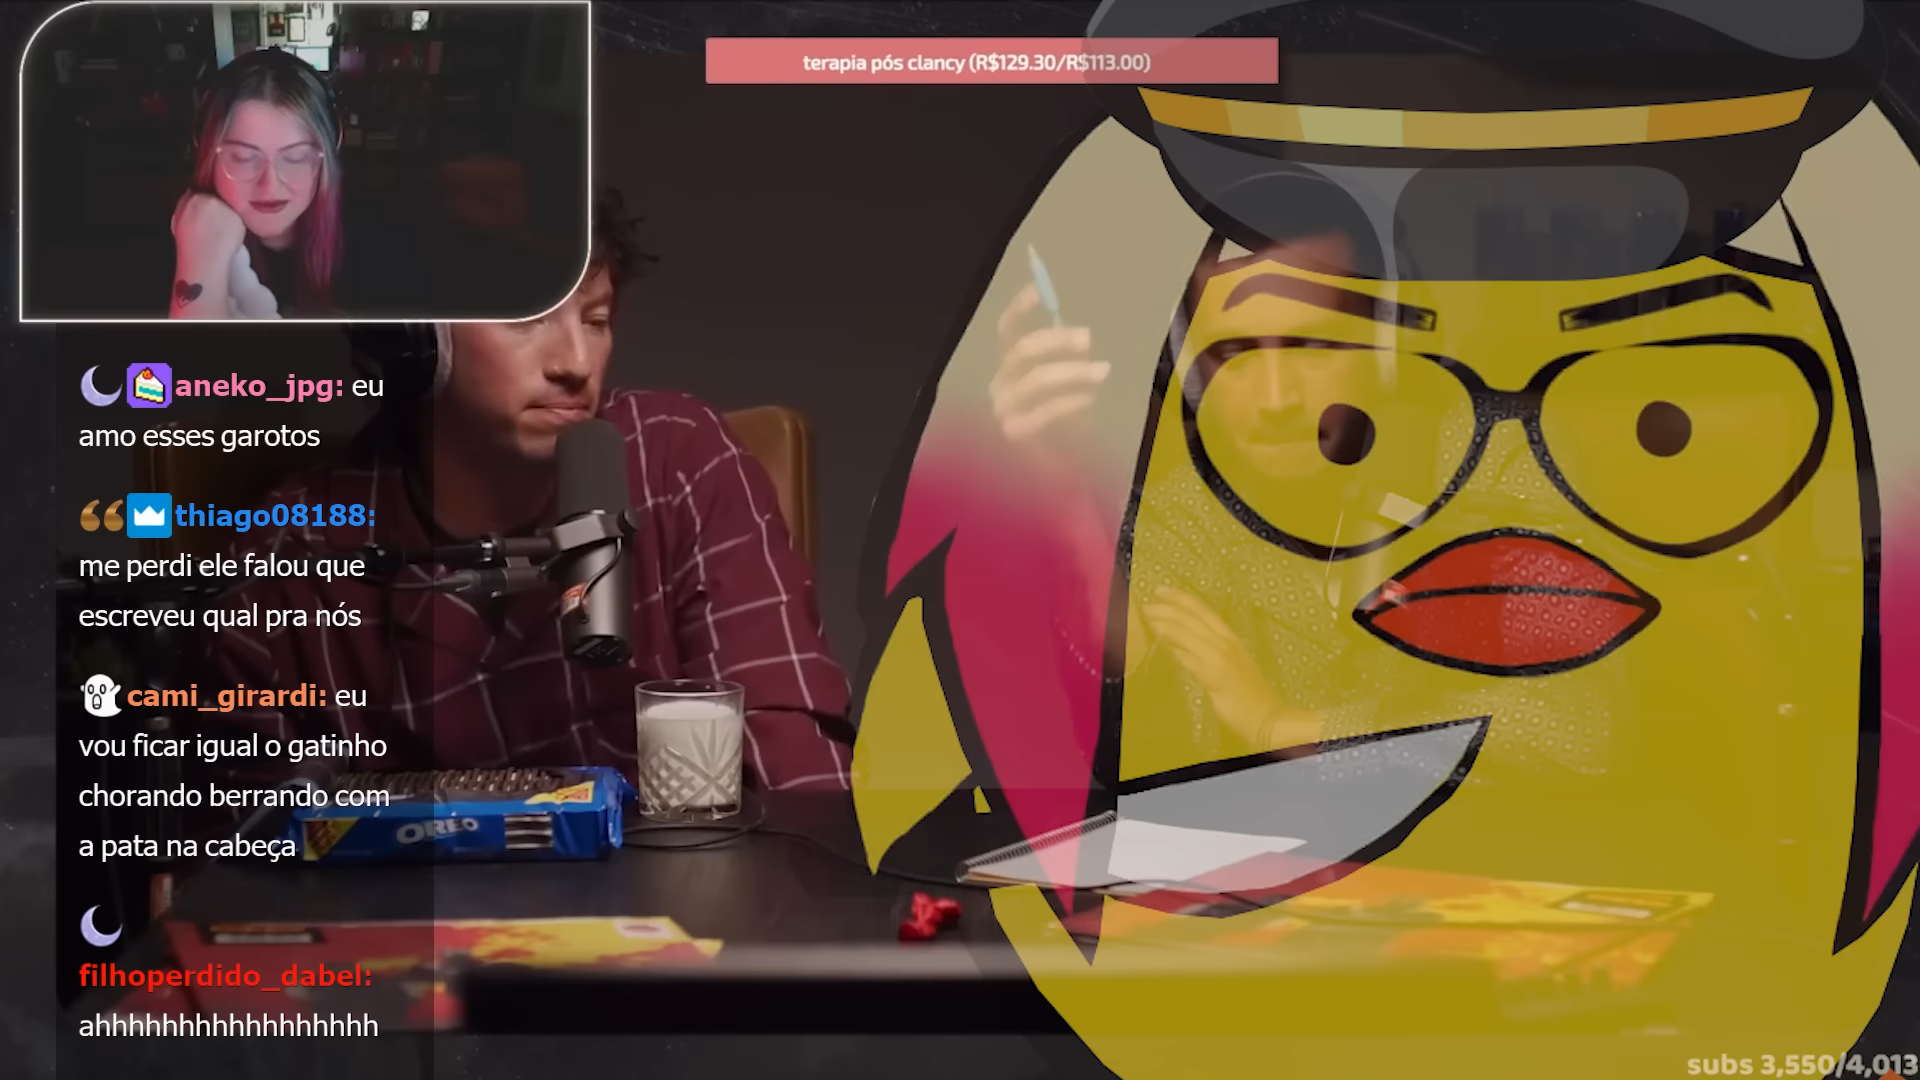 terapia pós clancy (R$129.30/R$113.00)
aneko_jpg: eu
amo esses garotos
thiago08188:
me perdi ele falou que
escreveu qual pra nós
cami_girardi: eu
vou ficar igual o gatinho
chorando berrando com
a pata na cabeça
OREO
filhoperdido_dabel:
ahhhhhhhhhhhhhhhhhh
subs 3,550/4,013